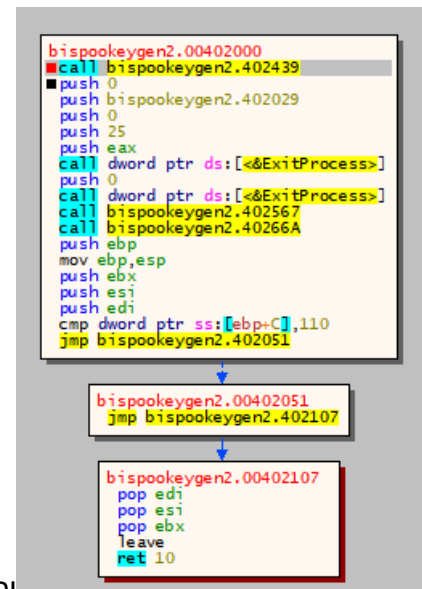 bispookeygen2.00402000
call bispookeygen2.402439
push 0
push bispookeygen2.402029
push 0
push 25
push eax
call dword ptr ds:[<&ExitProcess>]
push 0
call dword ptr ds:[<&ExitProcess>]
call bispookeygen2.402567
call bispookeygen2.40266A
push ebp
mov ebp,esp
push ebx
push esi
push edi
cmp dword ptr ss:[ebp+C],110
jmp bispookeygen2.402051
bispookeygen2.00402051
jmp bispookeygen2.402107
bispookeygen2.00402107
pop edi
pop esi
pop ebx
leave
ret 10